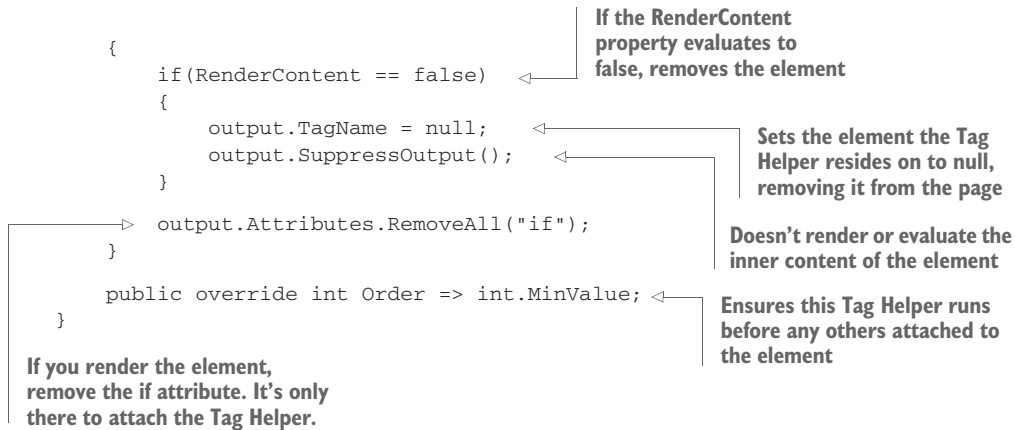 If the RenderContent
property evaluates to
false, removes the element
{
if(RenderContent == false)
{
output.TagName = null;
output.SuppressOutput();
}
Sets the element the Tag
Helper resides on to null,
removing it from the page
output.Attributes.RemoveAll("if");
}
Doesn't render or evaluate the
inner content of the element
public override int Order => int.MinValue;
}
Ensures this Tag Helper runs
before any others attached to
the element
If you render the element,
remove the if attribute. It's only
there to attach the Tag Helper.